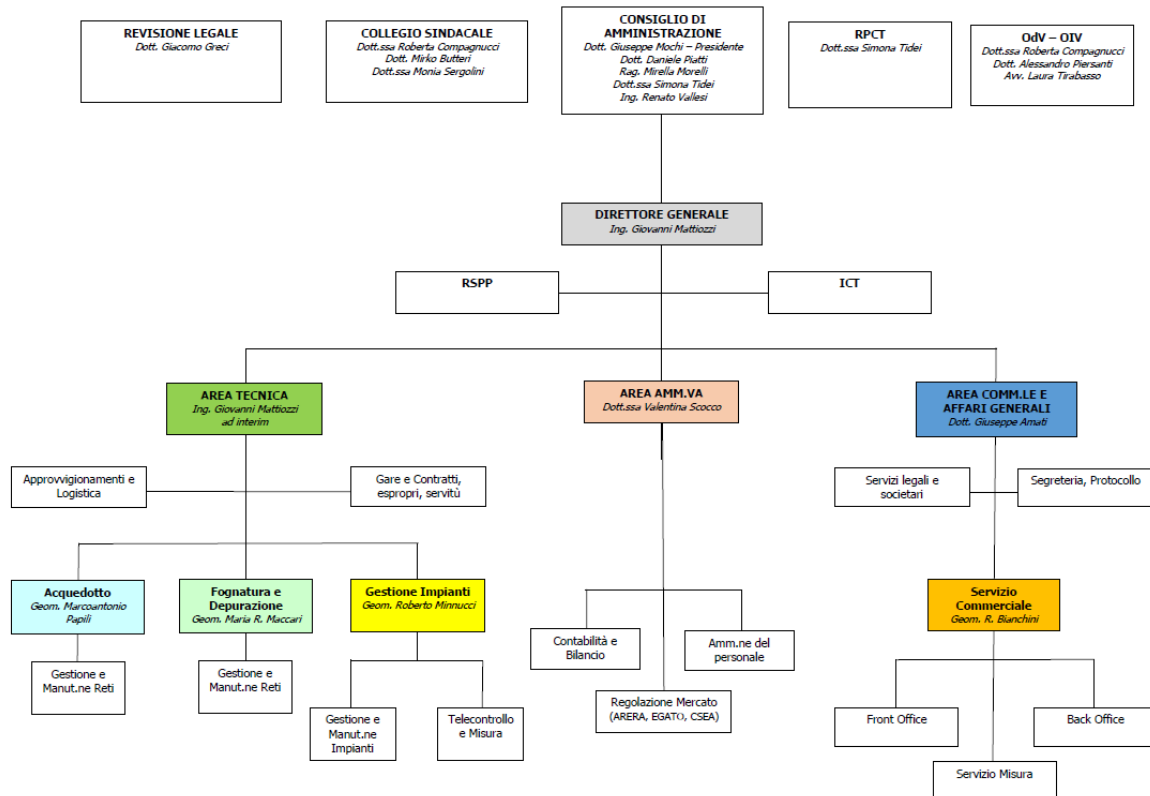 REVISIONE LEGALE
Dott. Giacomo Greci
COLLEGIO SINDACALE
Dott.ssa Roberta Compagnucci
Dott. Mirko Butteri
Dott.ssa Monia Sergolini
CONSIGLIO DI
AMMINISTRAZIONE
Dott. Giuseppe Mochi – Presidente
Dott. Daniele Piatti
Rag. Mirella Morelli
Dott.ssa Simona Tidei
Ing. Renato Vallesi
RPCT
Dott.ssa Simona Tidei
OdV – OIV
Dott.ssa Roberta Compagnucci
Dott. Alessandro Piersanti
Avv. Laura Tirabasso
DIRETTORE GENERALE
Ing. Giovanni Mattiozzi
RSPP
ICT
AREA TECNICA
Ing. Giovanni Mattiozzi
ad interim
AREA AMM.VA
Dott.ssa Valentina Scocco
AREA COMM.LE E
AFFARI GENERALI
Dott. Giuseppe Amati
Approvvigionamenti e
Logistica
Gare e Contratti,
espropri, servitù
Servizi legali e
societari
Segreteria, Protocollo
Acquedotto
Geom. Marcoantonio
Papili
Fognatura e
Depurazione
Geom. Maria R. Maccari
Gestione Impianti
Geom. Roberto Minnucci
Servizio
Commerciale
Geom. R. Bianchini
Gestione e
Manut.ne Reti
Gestione e
Manut.ne Reti
Gestione e
Manut.ne
Impianti
Telecontrollo
e Misura
Contabilità e
Bilancio
Amm.ne del
personale
Regolazione Mercato
(ARERA, EGATO, CSEA)
Front Office
Back Office
Servizio Misura